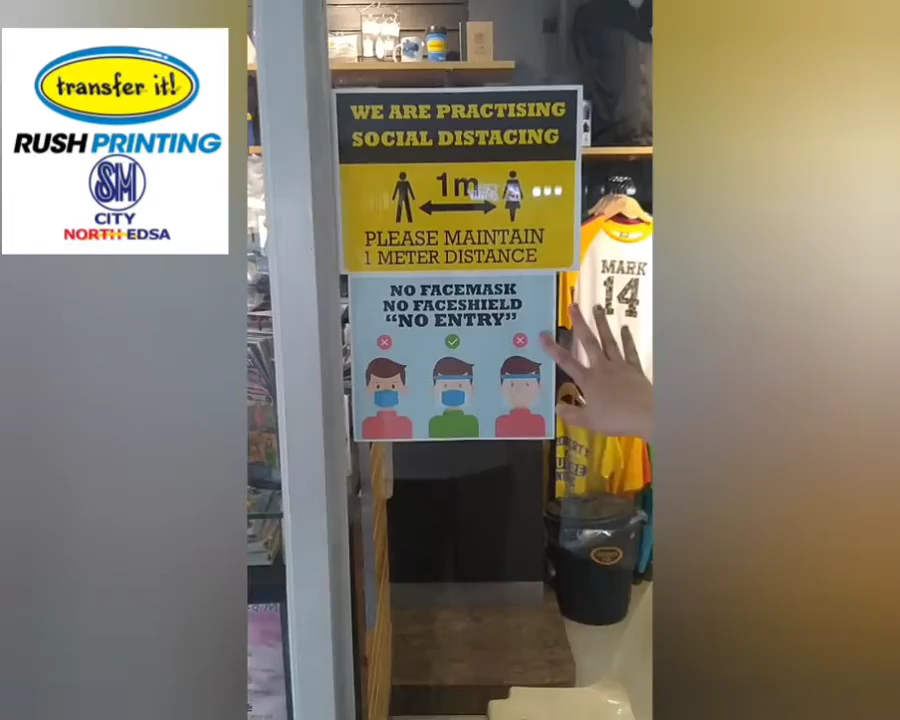 transfer it!
RUSH PRINTING
SM
CITY
NORTH EDSA
WE ARE PRACTISING
SOCIAL DISTACING
1m
PLEASE MAINTAIN
1 METER DISTANCE
NO FACEMASK
NO FACESHIELD
“NO ENTRY”
MARK
14